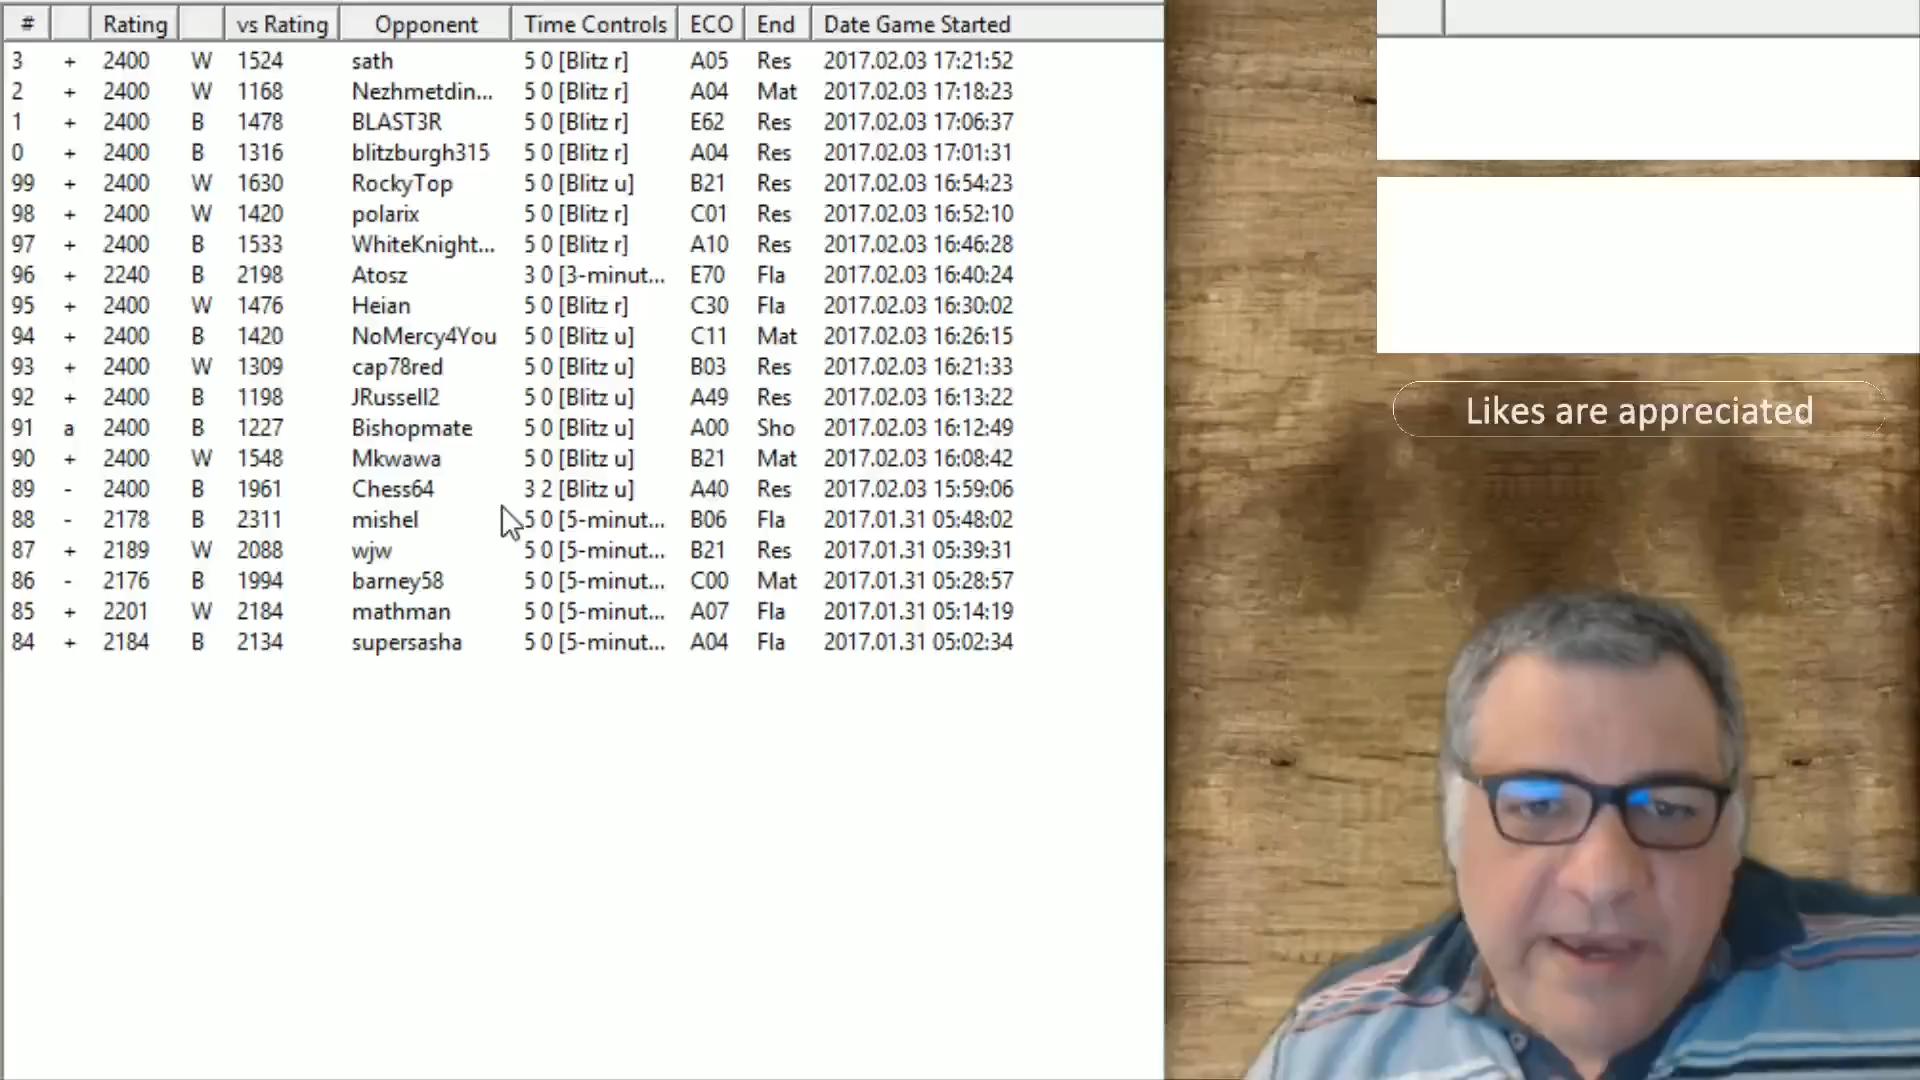 # Rating vs Rating Opponent Time Controls ECO End Date Game Started
3 + 2400 W 1524 sath 5 0 [Blitz r] A05 Res 2017.02.03 17:21:52
2 + 2400 W 1168 Nezhmetdin... 5 0 [Blitz r] A04 Mat 2017.02.03 17:18:23
1 + 2400 B 1478 BLAST3R 5 0 [Blitz r] E62 Res 2017.02.03 17:06:37
0 + 2400 B 1316 blitzburgh315 5 0 [Blitz r] A04 Res 2017.02.03 17:01:31
99 + 2400 W 1630 RockyTop 5 0 [Blitz u] B21 Res 2017.02.03 16:54:23
98 + 2400 W 1420 polarix 5 0 [Blitz r] C01 Res 2017.02.03 16:52:10
97 + 2400 B 1533 WhiteKnight... 5 0 [Blitz r] A10 Res 2017.02.03 16:46:28
96 + 2240 B 2198 Atosz 3 0 [3-minut... E70 Fla 2017.02.03 16:40:24
95 + 2400 W 1476 Heian 5 0 [Blitz r] C30 Fla 2017.02.03 16:30:02
94 + 2400 B 1420 NoMercy4You 5 0 [Blitz u] C11 Mat 2017.02.03 16:26:15
93 + 2400 W 1309 cap78red 5 0 [Blitz u] B03 Res 2017.02.03 16:21:33
92 + 2400 B 1198 JRussell2 5 0 [Blitz u] A49 Res 2017.02.03 16:13:22
91 a 2400 B 1227 Bishopmate 5 0 [Blitz u] A00 Sho 2017.02.03 16:12:49
90 + 2400 W 1548 Mkwawa 5 0 [Blitz u] B21 Mat 2017.02.03 16:08:42
89 - 2400 B 1961 Chess64 3 2 [Blitz u] A40 Res 2017.02.03 15:59:06
88 - 2178 B 2311 mishel 5 0 [5-minut... B06 Fla 2017.01.31 05:48:02
87 + 2189 W 2088 wjw 5 0 [5-minut... B21 Res 2017.01.31 05:39:31
86 - 2176 B 1994 barney58 5 0 [5-minut... C00 Mat 2017.01.31 05:28:57
85 + 2201 W 2184 mathman 5 0 [5-minut... A07 Fla 2017.01.31 05:14:19
84 + 2184 B 2134 supersasha 5 0 [5-minut... A04 Fla 2017.01.31 05:02:34
Likes are appreciated